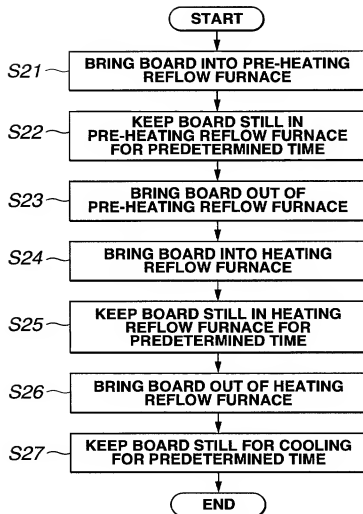 START
S21 BRING BOARD INTO PRE-HEATING
REFLOW FURNACE
S22 KEEP BOARD STILL IN
PRE-HEATING REFLOW FURNACE
FOR PREDETERMINED TIME
S23 BRING BOARD OUT OF
PRE-HEATING REFLOW FURNACE
S24 BRING BOARD INTO HEATING
REFLOW FURNACE
S25 KEEP BOARD STILL IN HEATING
REFLOW FURNACE FOR
PREDETERMINED TIME
S26 BRING BOARD OUT OF HEATING
REFLOW FURNACE
S27 KEEP BOARD STILL FOR COOLING
FOR PREDETERMINED TIME
END